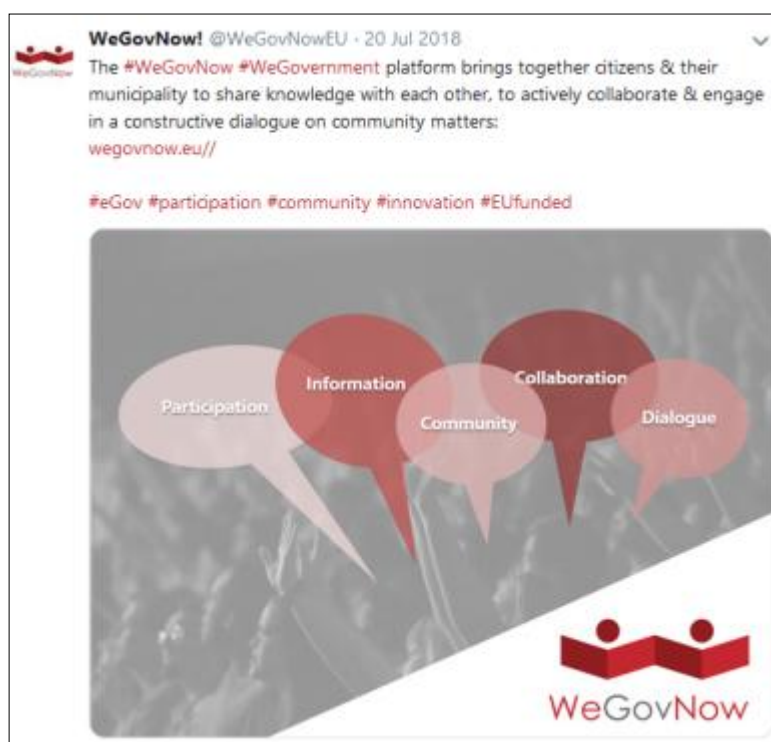 WeGovNow! @WeGovNowEU · 20 Jul 2018
WeGovNow
The #WeGovNow #WeGovernment platform brings together citizens & their
municipality to share knowledge with each other, to actively collaborate & engage
in a constructive dialogue on community matters:
wegovnow.eu//
#eGov #participation #community #innovation #EUfunded
Participation
Information
Community
Collaboration
Dialogue
WeGovNow